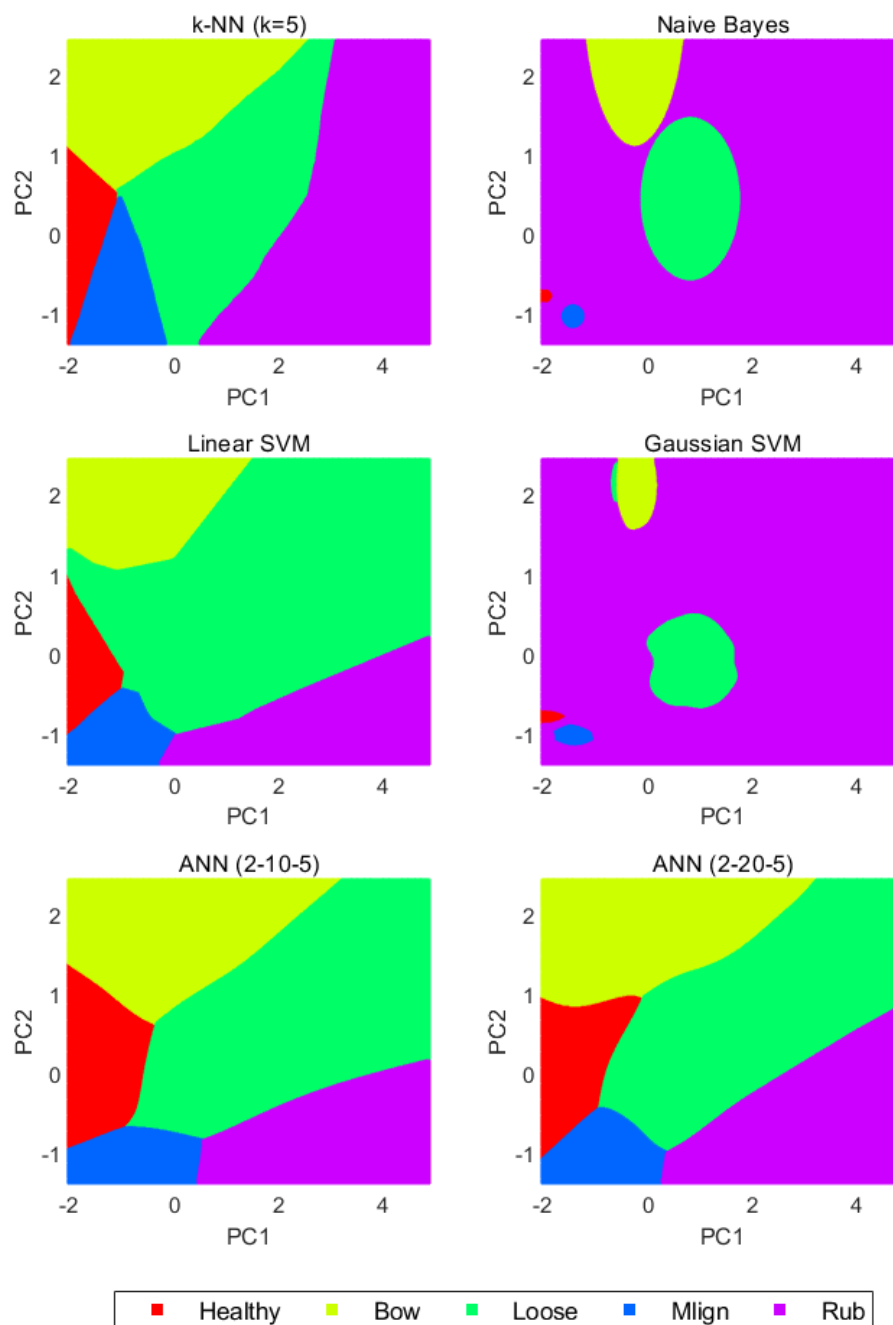 k-NN (k=5)
Naive Bayes
2
1
0
-1
PC2
-2 0 2 4
PC1
2
1
0
-1
PC2
-2 0 2 4
PC1
Linear SVM
Gaussian SVM
2
1
0
-1
PC2
-2 0 2 4
PC1
2
1
0
-1
PC2
-2 0 2 4
PC1
ANN (2-10-5)
ANN (2-20-5)
2
1
0
-1
PC2
-2 0 2 4
PC1
2
1
0
-1
PC2
-2 0 2 4
PC1
Healthy Bow Loose Mlign Rub